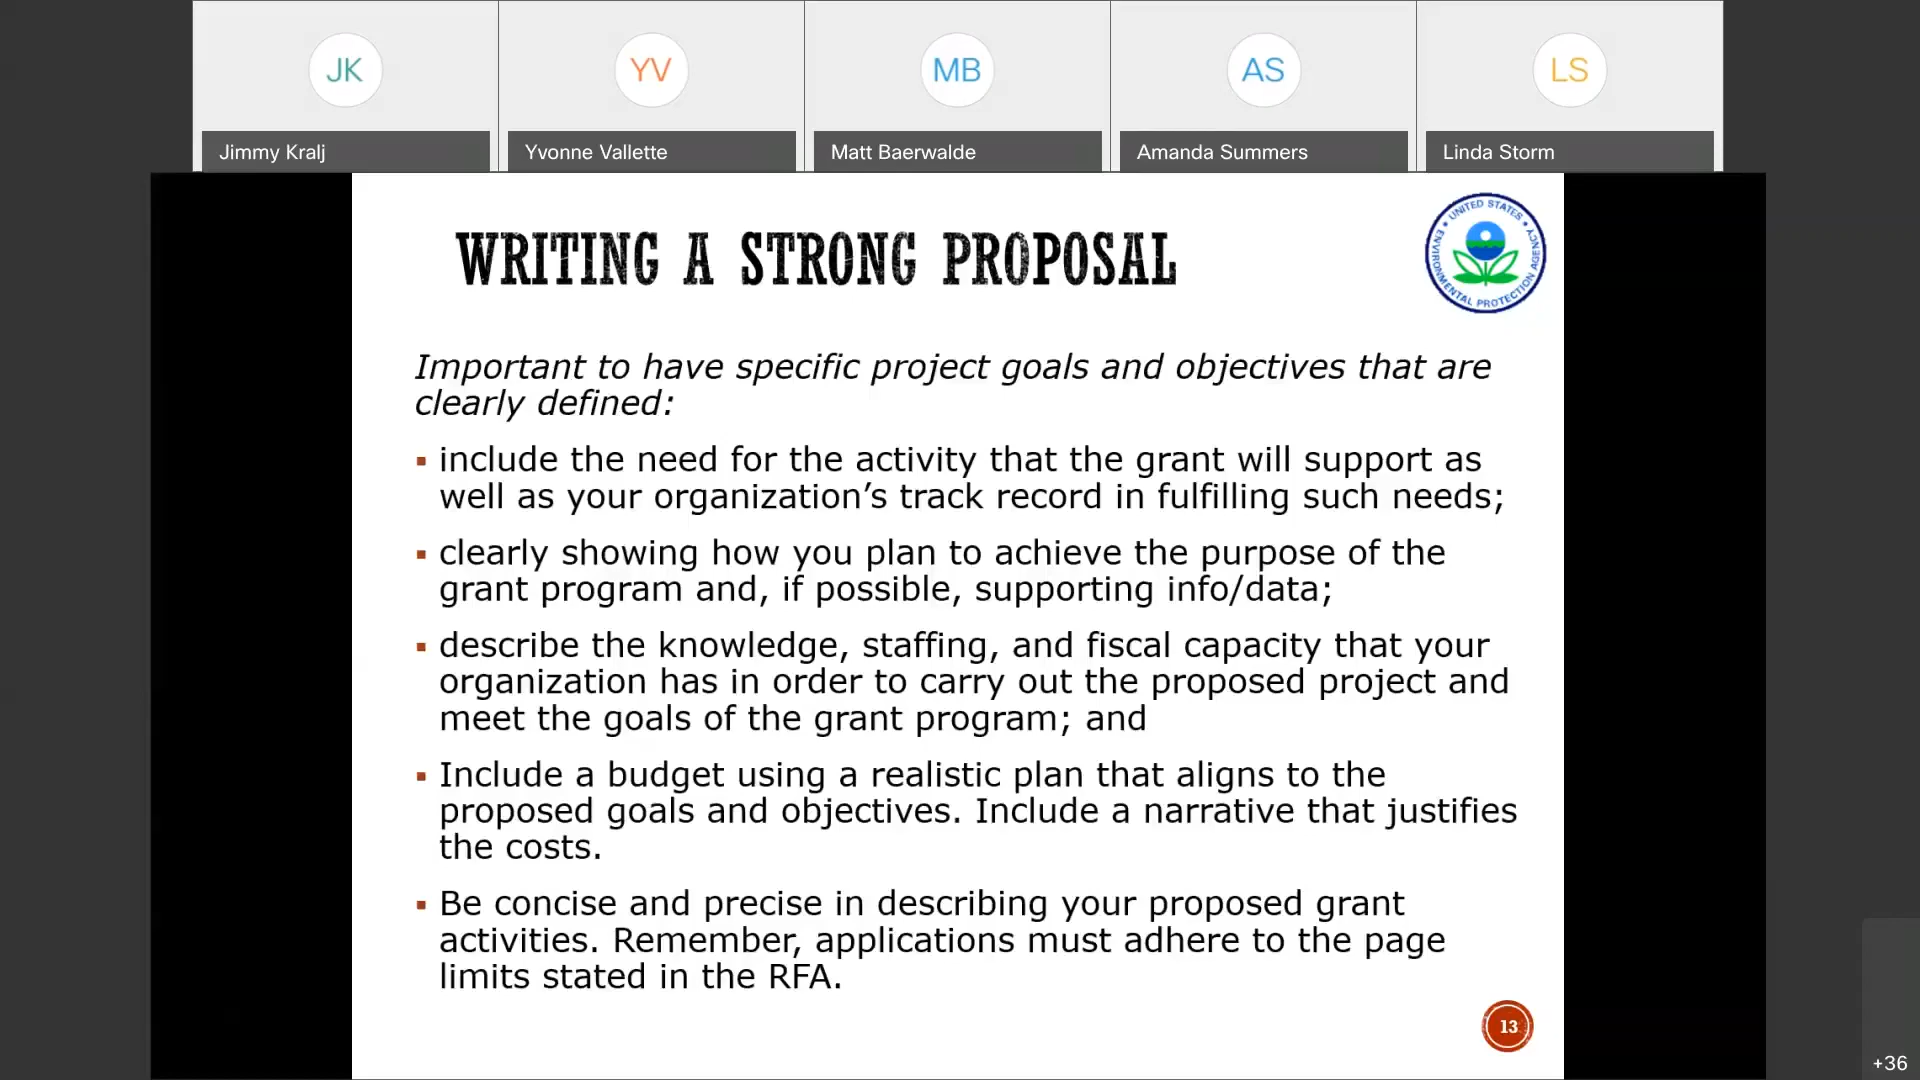 JK
YV
MB
AS
LS
Jimmy Kralj
Yvonne Vallette
Matt Baerwalde
Amanda Summers
Linda Storm
WRITING A STRONG PROPOSAL
UNITED STATES
ENVIRONMENTAL PROTECTION AGENCY
Important to have specific project goals and objectives that are
clearly defined:
▪ include the need for the activity that the grant will support as
well as your organization’s track record in fulfilling such needs;
▪ clearly showing how you plan to achieve the purpose of the
grant program and, if possible, supporting info/data;
▪ describe the knowledge, staffing, and fiscal capacity that your
organization has in order to carry out the proposed project and
meet the goals of the grant program; and
▪ Include a budget using a realistic plan that aligns to the
proposed goals and objectives. Include a narrative that justifies
the costs.
▪ Be concise and precise in describing your proposed grant
activities. Remember, applications must adhere to the page
limits stated in the RFA.
13
+36